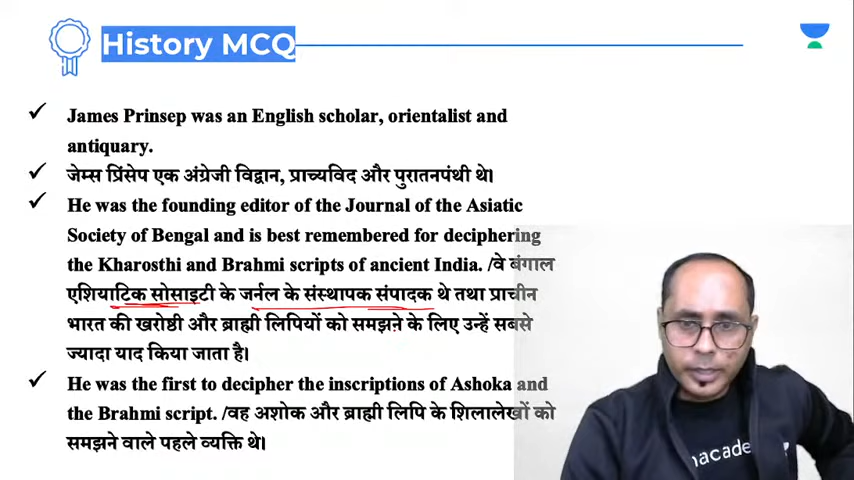 History MCQ
James Prinsep was an English scholar, orientalist and
antiquary.
जेम्स प्रिंसेप एक अंग्रेजी विद्वान, प्राच्यविद और पुरातनपंथी थे।
He was the founding editor of the Journal of the Asiatic
Society of Bengal and is best remembered for deciphering
the Kharosthi and Brahmi scripts of ancient India. /वे बंगाल
एशियाटिक सोसाइटी के जर्नल के संस्थापक संपादक थे तथा प्राचीन
भारत की खरोष्ठी और ब्राह्मी लिपियों को समझने के लिए उन्हें सबसे
ज्यादा याद किया जाता है।
He was the first to decipher the inscriptions of Ashoka and
the Brahmi script. /वह अशोक और ब्राह्मी लिपि के शिलालेखों को
समझने वाले पहले व्यक्ति थे।
nacade